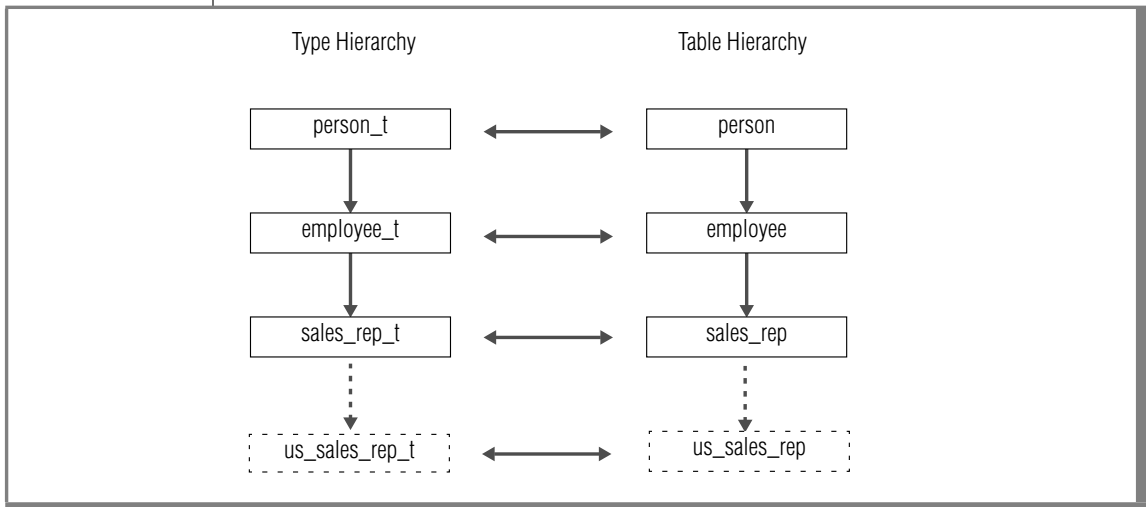 Type Hierarchy
Table Hierarchy
person_t
person
employee_t
employee
sales_rep_t
sales_rep
us_sales_rep_t
us_sales_rep